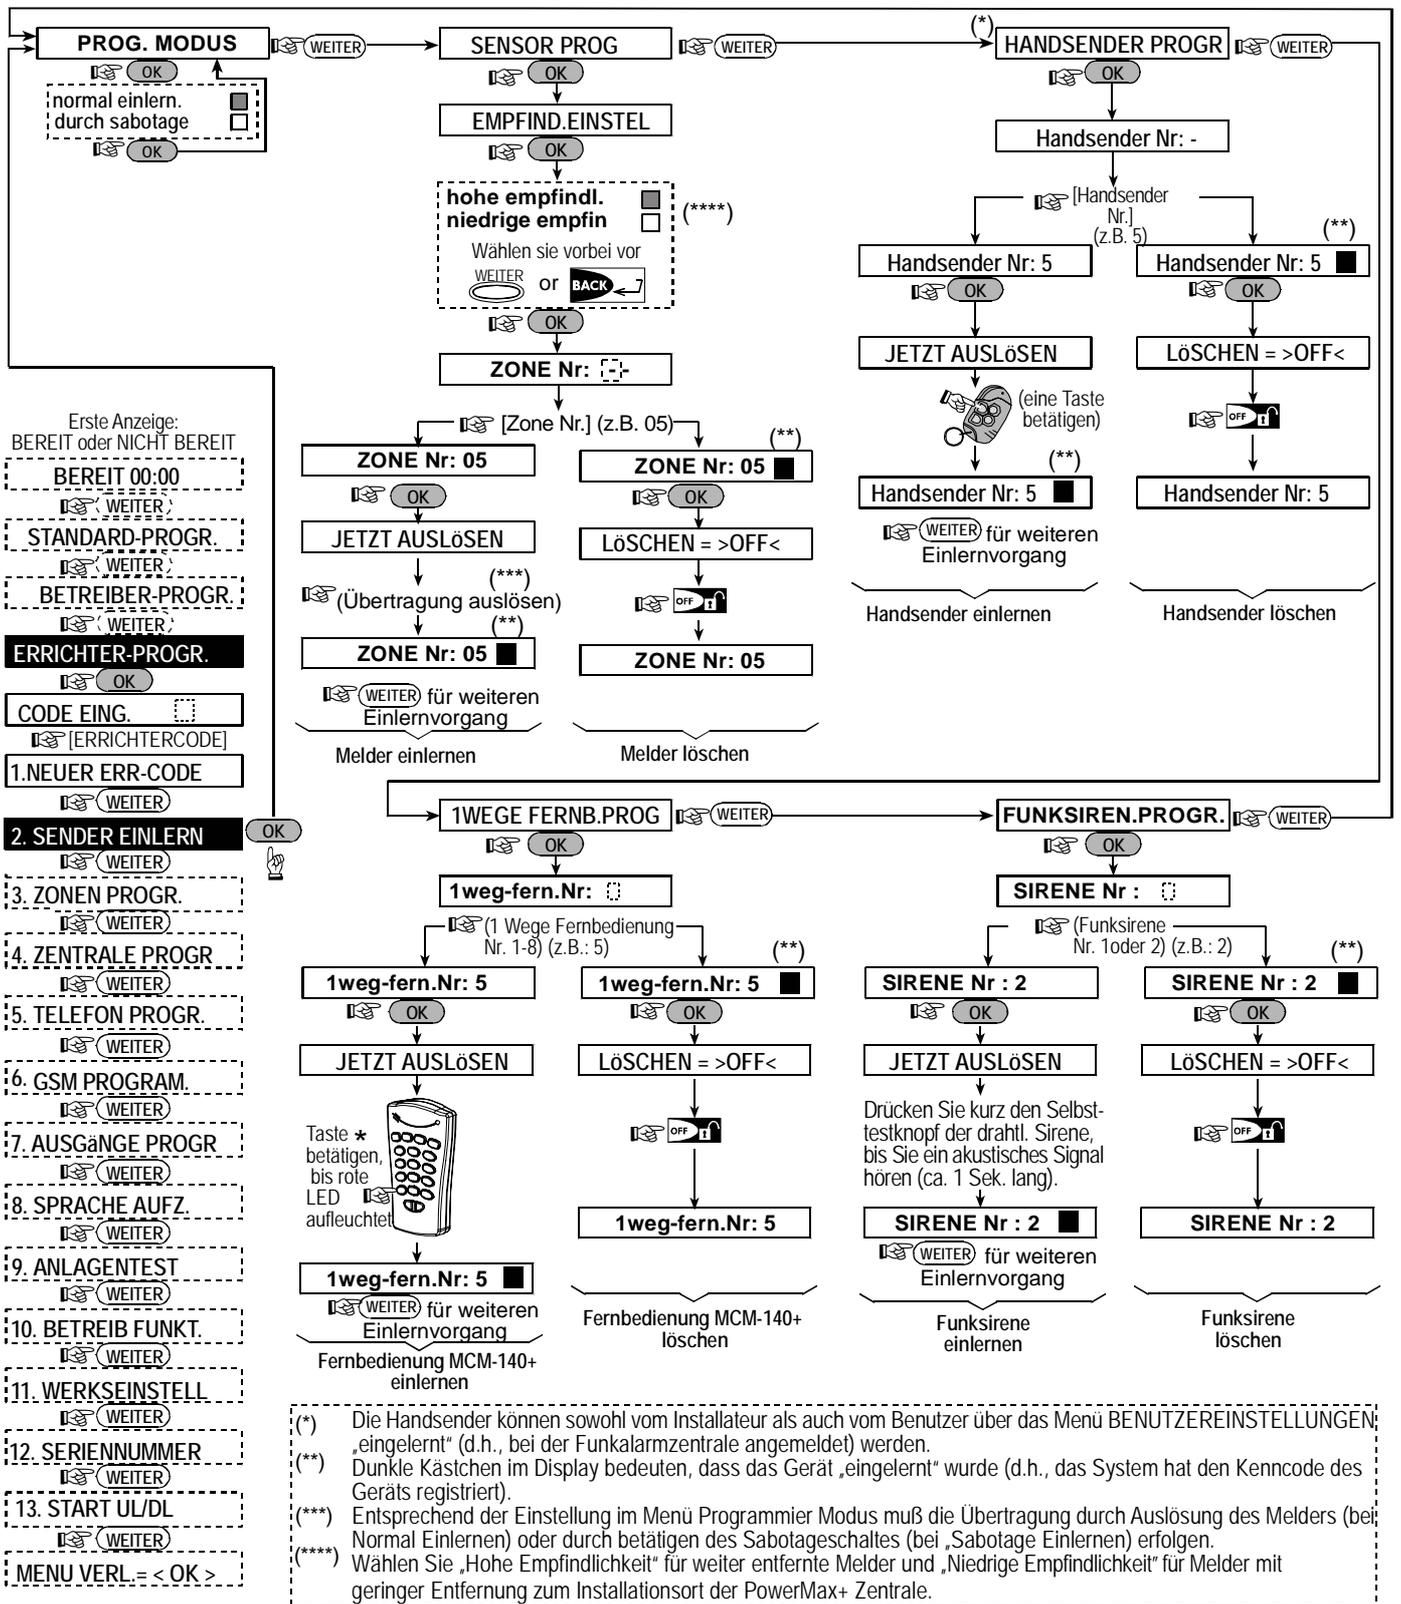 PROG. MODUS
WEITER
SENSOR PROG
WEITER
(*)
HANDSENDER PROGR
WEITER
OK
normal einlern.
durch sabotage
OK
OK
EMPFIND.EINSTEL
OK
hohe empfindl.
niedrige empfin
(****)
Wählen sie vorbei vor
WEITER
or
BACK
OK
ZONE Nr: --
[Zone Nr.] (z.B. 05)
ZONE Nr: 05
OK
JETZT AUSLöSEN
(***)
(Übertragung auslösen)
(**)
ZONE Nr: 05
WEITER für weiteren
Einlernvorgang
Melder einlernen
(**)
ZONE Nr: 05
OK
LöSCHEN = >OFF<
OFF
ZONE Nr: 05
Melder löschen
OK
Handsender Nr: -
[Handsender
Nr.]
(z.B. 5)
Handsender Nr: 5
OK
JETZT AUSLöSEN
(eine Taste
betätigen)
(**)
Handsender Nr: 5
WEITER für weiteren
Einlernvorgang
Handsender einlernen
(**)
Handsender Nr: 5
OK
LöSCHEN = >OFF<
OFF
Handsender Nr: 5
Handsender löschen
Erste Anzeige:
BEREIT oder NICHT BEREIT
BEREIT 00:00
WEITER
STANDARD-PROGR.
WEITER
BETREIBER-PROGR.
WEITER
ERRICHTER-PROGR.
OK
CODE EING.
[ERRICHTERCODE]
1.NEUER ERR-CODE
WEITER
2. SENDER EINLERN
OK
WEITER
3. ZONEN PROGR.
WEITER
4. ZENTRALE PROGR
WEITER
5. TELEFON PROGR.
WEITER
6. GSM PROGRAM.
WEITER
7. AUSGäNGE PROGR
WEITER
8. SPRACHE AUFZ.
WEITER
9. ANLAGENTEST
WEITER
10. BETREIB FUNKT.
WEITER
11. WERKSEINSTELL
WEITER
12. SERIENNUMMER
WEITER
13. START UL/DL
WEITER
MENU VERL.= < OK >
1WEGE FERNB.PROG
WEITER
FUNKSIREN.PROGR.
WEITER
OK
1weg-fern.Nr:
(1 Wege Fernbedienung
Nr. 1-8) (z.B.: 5)
1weg-fern.Nr: 5
OK
JETZT AUSLöSEN
Taste *
betätigen,
bis rote
LED
aufleuchtet
1weg-fern.Nr: 5
WEITER für weiteren
Einlernvorgang
Fernbedienung MCM-140+
einlernen
(**)
1weg-fern.Nr: 5
OK
LöSCHEN = >OFF<
OFF
1weg-fern.Nr: 5
Fernbedienung MCM-140+
löschen
OK
SIRENE Nr :
(Funksirene
Nr. 1oder 2) (z.B.: 2)
SIRENE Nr : 2
OK
JETZT AUSLöSEN
Drücken Sie kurz den Selbst-
testknopf der drahtl. Sirene,
bis Sie ein akustisches Signal
hören (ca. 1 Sek. lang).
SIRENE Nr : 2
WEITER für weiteren
Einlernvorgang
Funksirene
einlernen
(**)
SIRENE Nr : 2
OK
LöSCHEN = >OFF<
OFF
SIRENE Nr : 2
Funksirene
löschen
(*) Die Handsender können sowohl vom Installateur als auch vom Benutzer über das Menü BENUTZEREINSTELLUNGEN
„eingelernt“ (d.h., bei der Funkalarmzentrale angemeldet) werden.
(**) Dunkle Kästchen im Display bedeuten, dass das Gerät „eingelernt“ wurde (d.h., das System hat den Kenncode des
Geräts registriert).
(***) Entsprechend der Einstellung im Menü Programmier Modus muß die Übertragung durch Auslösung des Melders (bei
Normal Einlernen) oder durch betätigen des Sabotageschaltes (bei „Sabotage Einlernen) erfolgen.
(****) Wählen Sie „Hohe Empfindlichkeit“ für weiter entfernte Melder und „Niedrige Empfindlichkeit“ für Melder mit
geringer Entfernung zum Installationsort der PowerMax+ Zentrale.